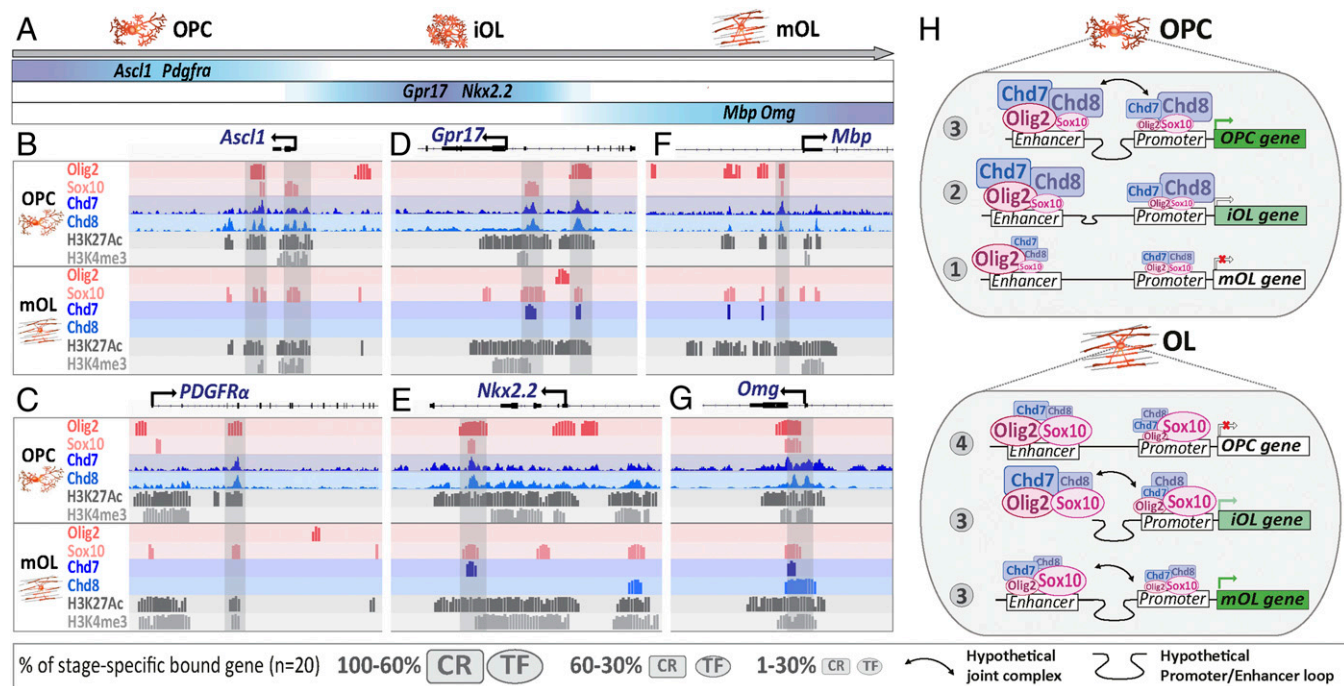 A
OPC
iOL
mOL
Ascl1 Pdgfra
Gpr17 Nkx2.2
Mbp Omg
B
Ascl1
D
Gpr17
F
Mbp
OPC
Olig2
Sox10
Chd7
Chd8
H3K27Ac
H3K4me3
mOL
Olig2
Sox10
Chd7
Chd8
H3K27Ac
H3K4me3
C
PDGFRα
E
Nkx2.2
G
Omg
OPC
Olig2
Sox10
Chd7
Chd8
H3K27Ac
H3K4me3
mOL
Olig2
Sox10
Chd7
Chd8
H3K27Ac
H3K4me3
H
OPC
3
Chd7
Chd8
Olig2
Sox10
Enhancer
Chd7
Chd8
Olig2
Sox10
Promoter
OPC gene
2
Chd7
Chd8
Olig2
Sox10
Enhancer
Chd7
Chd8
Olig2
Sox10
Promoter
iOL gene
1
Chd7
Chd8
Olig2
Sox10
Enhancer
Chd7
Chd8
Olig2
Sox10
Promoter
mOL gene
OL
4
Chd7
Chd8
Olig2
Sox10
Enhancer
Chd8
Chd7
Olig2
Sox10
Promoter
OPC gene
3
Chd7
Chd8
Olig2
Sox10
Chd8
Chd7
Olig2
Sox10
Promoter
iOL gene
3
Chd7
Chd8
Olig2
Sox10
Enhancer
Chd7
Chd8
Olig2
Sox10
Promoter
mOL gene
% of stage-specific bound gene (n=20)
100-60%
CR
TF
60-30%
CR
TF
1-30%
CR
TF
Hypothetical
joint complex
Hypothetical
Promoter/Enhancer loop